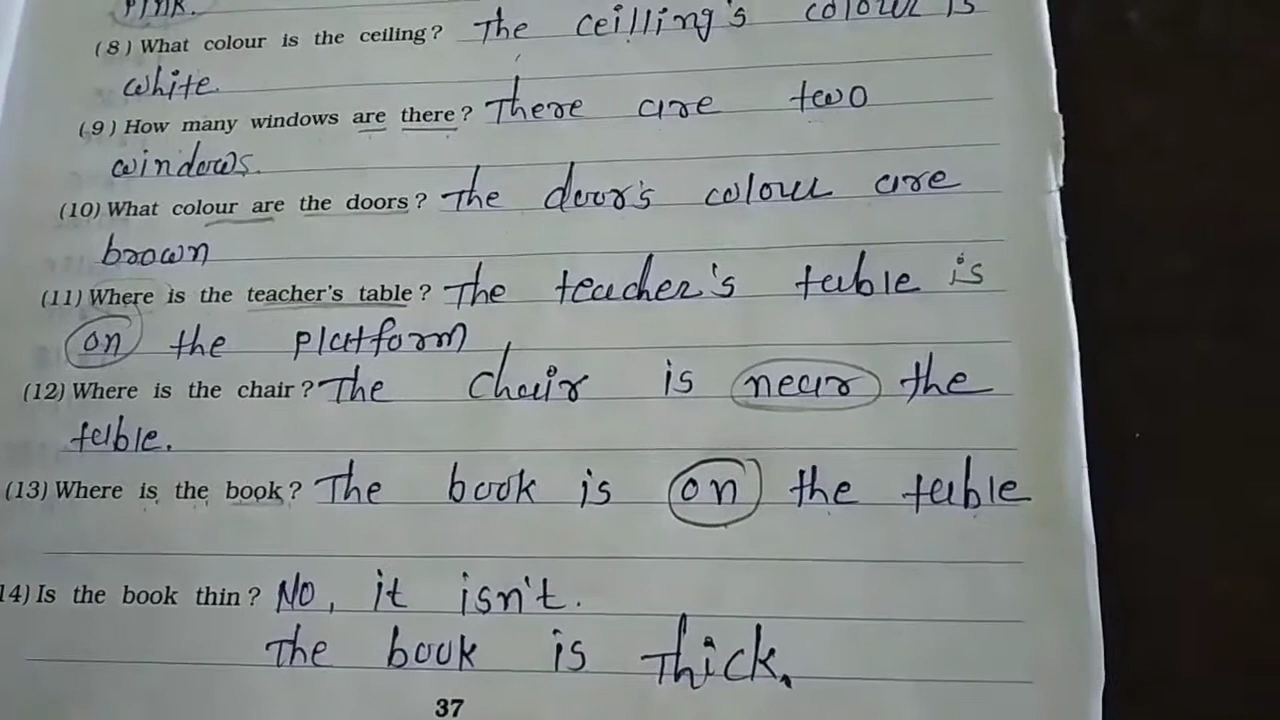 Pink.
(8) What colour is the ceiling? The ceilling's colour is
white.
(9) How many windows are there? There are two
windows.
(10) What colour are the doors? The door's colour are
brown
(11) Where is the teacher's table? The teacher's table is
on the platform
(12) Where is the chair? The chair is near the
table.
(13) Where is the book? The book is on the table
14) Is the book thin? No, it isn't.
The book is thick.
37